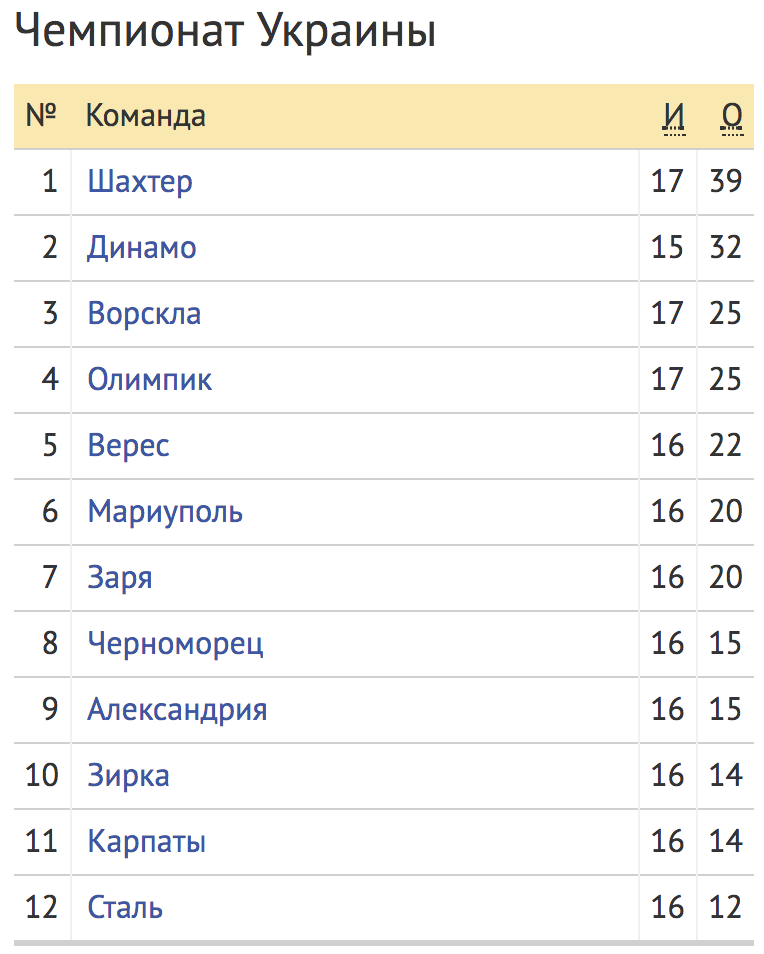 Чемпионат Украины
№ Команда И О
1 Шахтер 17 39
2 Динамо 15 32
3 Ворскла 17 25
4 Олимпик 17 25
5 Верес 16 22
6 Мариуполь 16 20
7 Заря 16 20
8 Черноморец 16 15
9 Александрия 16 15
10 Зирка 16 14
11 Карпаты 16 14
12 Сталь 16 12